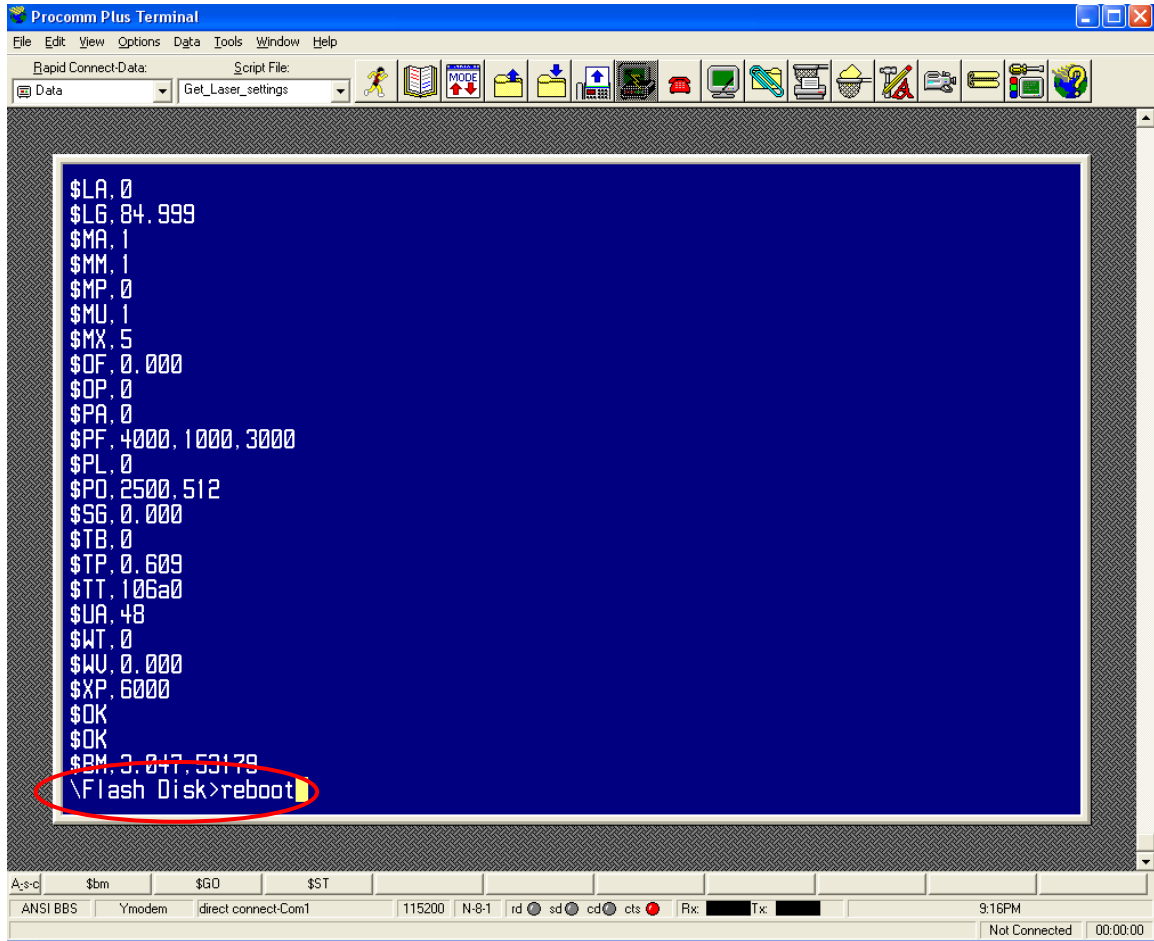 Procomm Plus Terminal
File Edit View Options Data Tools Window Help
Rapid Connect-Data: Script File:
Data Get_Laser_settings
MODE
$LA,0
$LG,84.999
$MA,1
$MM,1
$MP,0
$MU,1
$MX,5
$OF,0.000
$OP,0
$PA,0
$PF,4000,1000,3000
$PL,0
$PO,2500,512
$SG,0.000
$TB,0
$TP,0.609
$TT,106a0
$UA,48
$WT,0
$WV,0.000
$XP,6000
$OK
$OK
$BM,3.047,53179
\Flash Disk>reboot
A-s-c $bm $GO $ST
ANSI BBS Ymodem direct connect-Com1 115200 N-8-1 rd sd cd cts Rx: Tx: 9:16PM
Not Connected 00:00:00